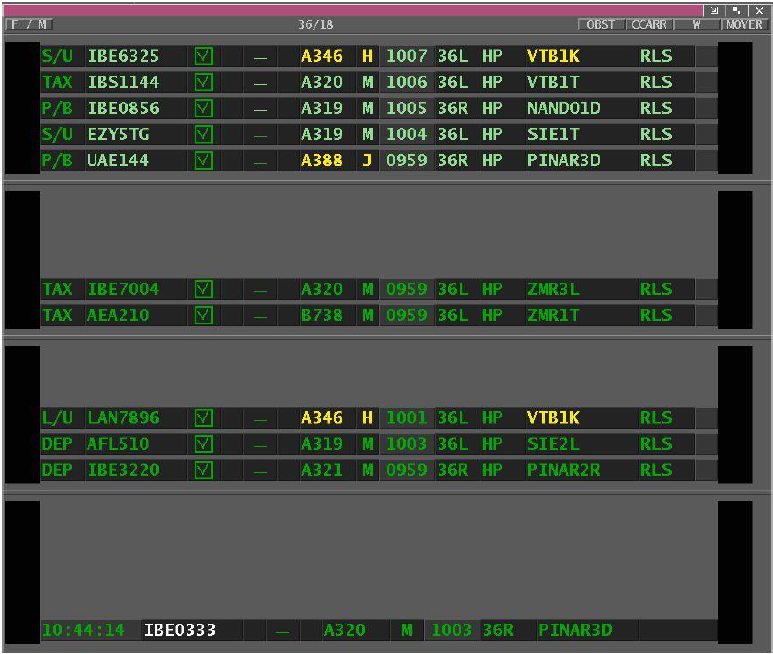 F / M 36/18 OBST CCARR W MOVER
S/U IBE6325 — A346 H 1007 36L HP VTB1K RLS
TAX IBS1144 — A320 M 1006 36L HP VTB1T RLS
P/B IBE0856 — A319 M 1005 36R HP NANDO1D RLS
S/U EZY5TG — A319 M 1004 36L HP SIE1T RLS
P/B UAE144 — A388 J 0959 36R HP PINAR3D RLS
TAX IBE7004 — A320 M 0959 36L HP ZMR3L RLS
TAX AEA210 — B738 M 0959 36L HP ZMR1T RLS
L/U LAN7896 — A346 H 1001 36L HP VTB1K RLS
DEP AFL510 — A319 M 1003 36L HP SIE2L RLS
DEP IBE3220 — A321 M 0959 36R HP PINAR2R RLS
10:44:14 IBE0333 — A320 M 1003 36R PINAR3D